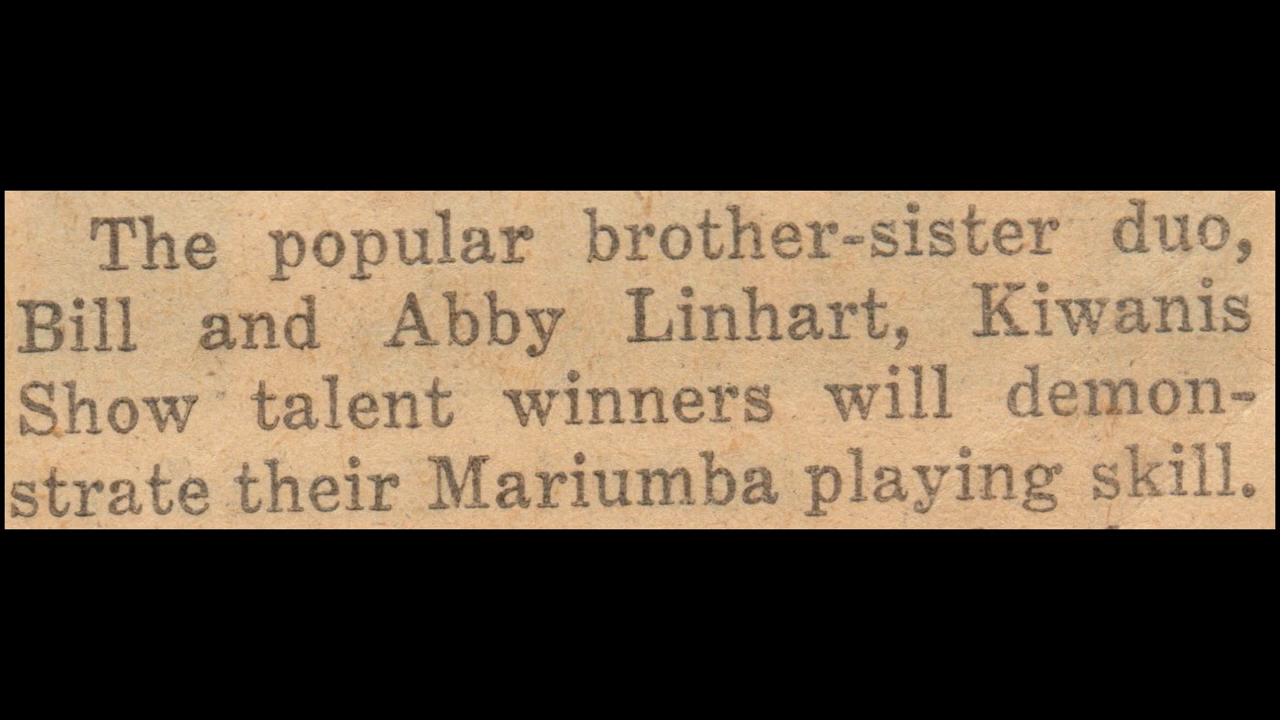 The popular brother-sister duo,
Bill and Abby Linhart, Kiwanis
Show talent winners will demon-
strate their Mariumba playing skill.